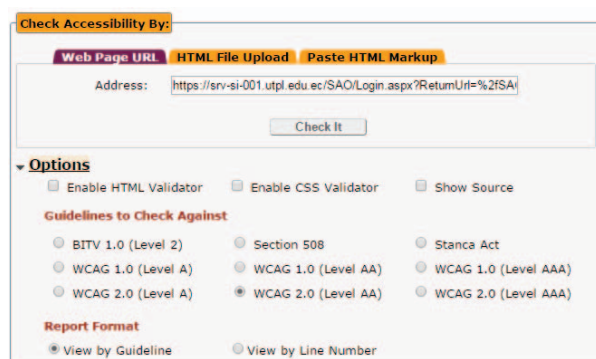 Check Accessibility By:
Web Page URL HTML File Upload Paste HTML Markup
Address: https://srv-si-001.utpl.edu.ec/SAO/Login.aspx?ReturnUrl=%2fSA
Check It
Options
Enable HTML Validator Enable CSS Validator Show Source
Guidelines to Check Against
BITV 1.0 (Level 2) Section 508 Stanca Act
WCAG 1.0 (Level A) WCAG 1.0 (Level AA) WCAG 1.0 (Level AAA)
WCAG 2.0 (Level A) WCAG 2.0 (Level AA) WCAG 2.0 (Level AAA)
Report Format
View by Guideline View by Line Number